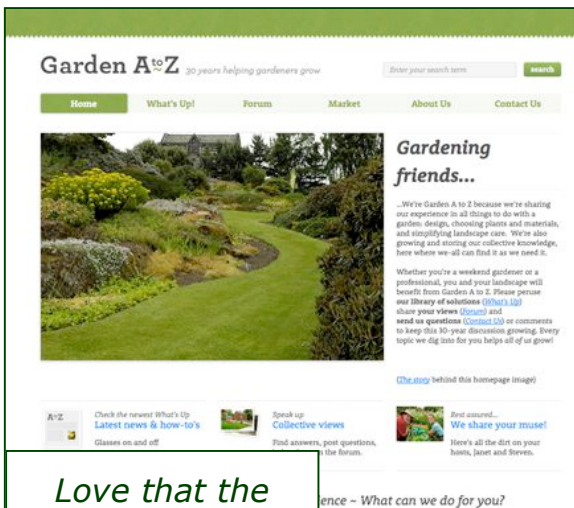 Garden AtoZ 30 years helping gardeners grow
Enter your search term search
Home What's Up! Forum Market About Us Contact Us
Gardening
friends...
...We're Garden A to Z because we're sharing
our experience in all things to do with a
garden: design, choosing plants and materials,
and simplifying landscape care. We're also
growing and storing our collective knowledge,
here where we-all can find it as we need it.
Whether you're a weekend gardener or a
professional, you and your landscape will
benefit from Garden A to Z. Please peruse
our library of solutions (What's Up)
share your views (Forum) and
send us questions (Contact Us) or comments
to keep this 30-year discussion growing. Every
topic we dig into for you helps all of us grow!
(The story behind this homepage image)
AtoZ
Check the newest What's Up
Latest news & how-to's
Glasses on and off
Speak up
Collective views
Find answers, post questions,
the forum.
Rest assured...
We share your muse!
Here's all the dirt on your
hosts, Janet and Steven.
Love that the
~ What can we do for you?